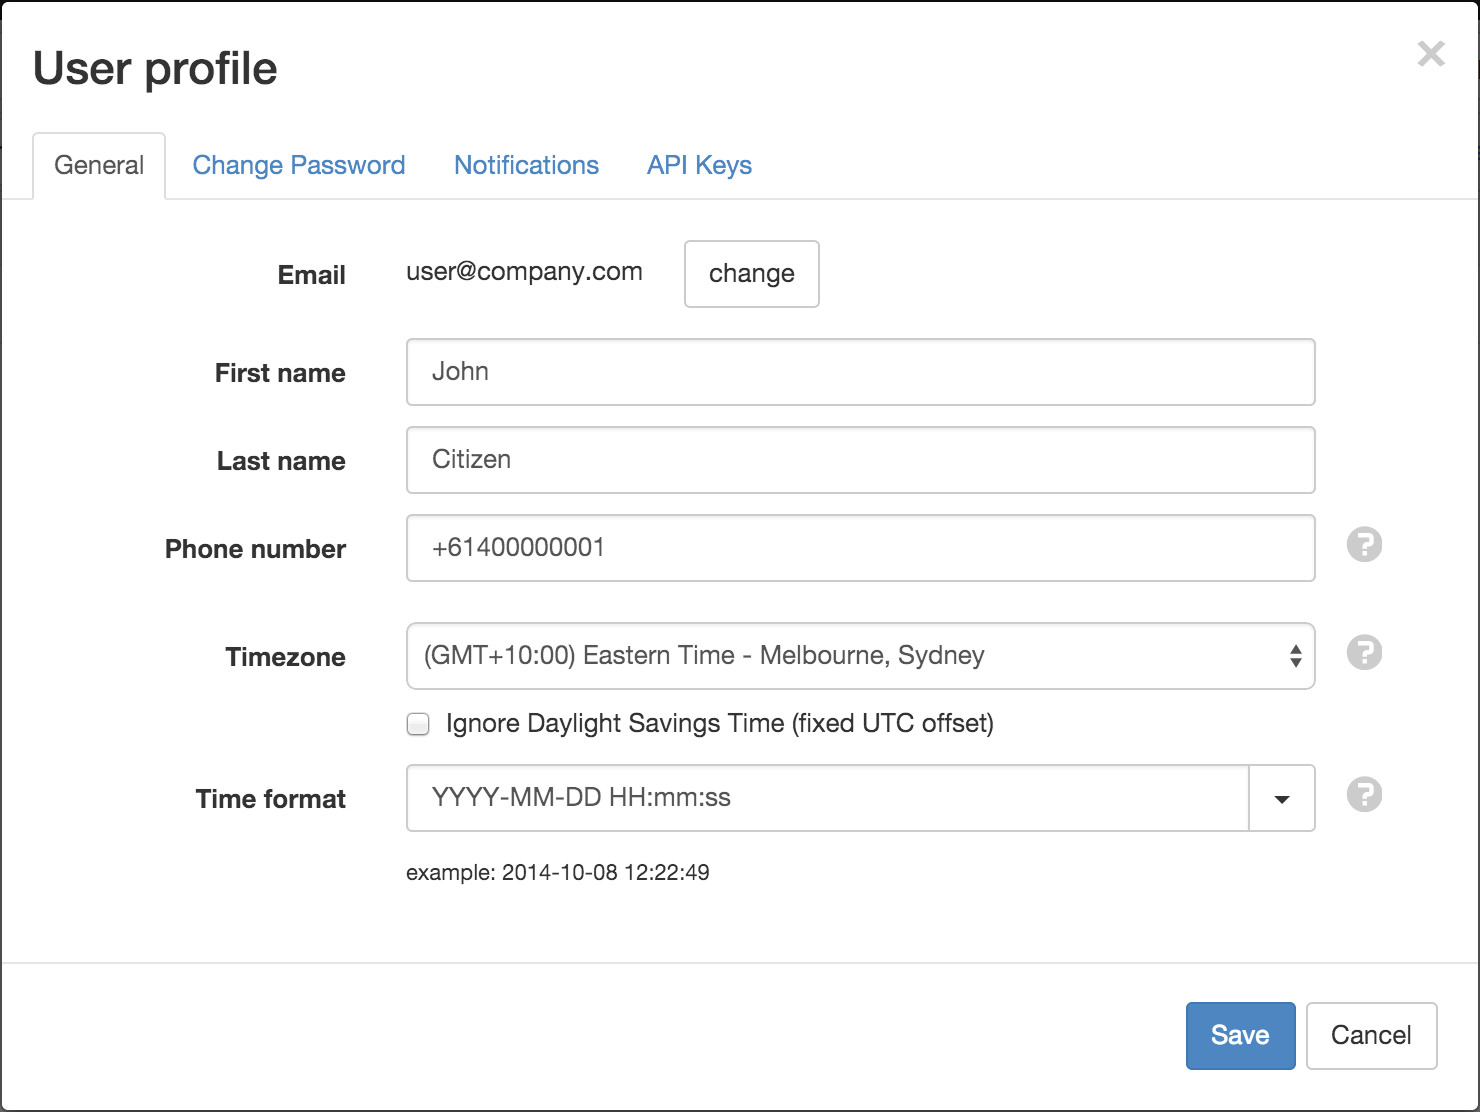 User profile
×
General Change Password Notifications API Keys
Email user@company.com change
First name John
Last name Citizen
Phone number +61400000001 ?
Timezone (GMT+10:00) Eastern Time - Melbourne, Sydney ?
Ignore Daylight Savings Time (fixed UTC offset)
Time format YYYY-MM-DD HH:mm:ss ?
example: 2014-10-08 12:22:49
Save Cancel